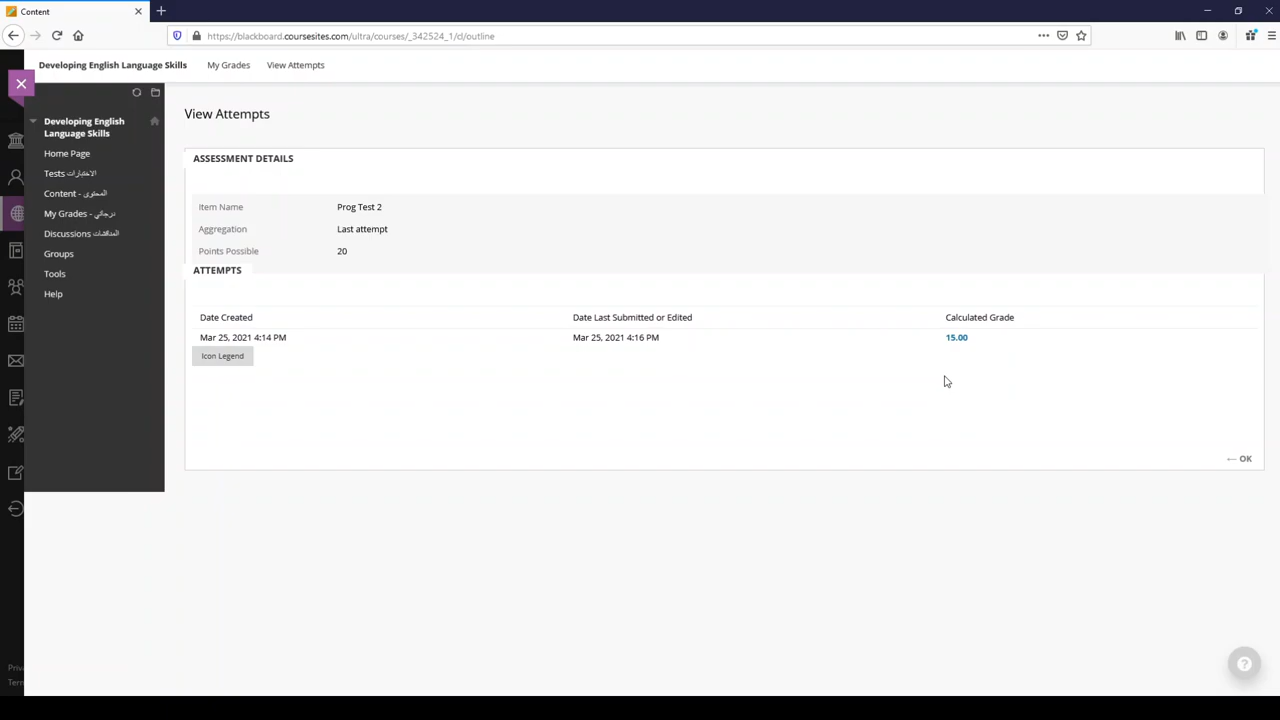 Content
https://blackboard.coursesites.com/ultra/courses/_342524_1/cl/outline
Developing English Language Skills
My Grades
View Attempts
Developing English
Language Skills
Home Page
Tests الاختبارات
Content - المحتوى
My Grades - درجاتي
Discussions المناقشات
Groups
Tools
Help
View Attempts
ASSESSMENT DETAILS
Item Name Prog Test 2
Aggregation Last attempt
Points Possible 20
ATTEMPTS
Date Created Date Last Submitted or Edited Calculated Grade
Mar 25, 2021 4:14 PM Mar 25, 2021 4:16 PM 15.00
Icon Legend
OK